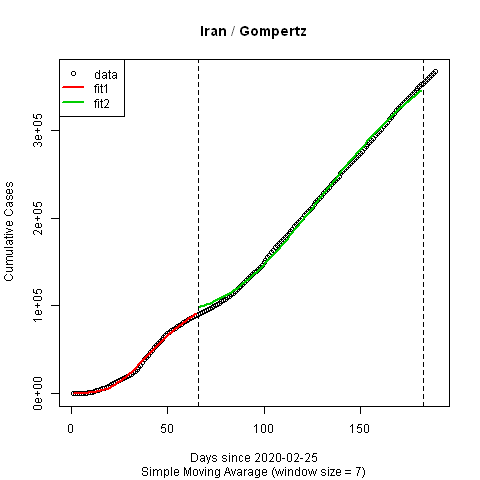 Iran / Gompertz
data
fit1
fit2
Cumulative Cases
0e+00
1e+05
2e+05
3e+05
0
50
100
150
Days since 2020-02-25
Simple Moving Avarage (window size = 7)